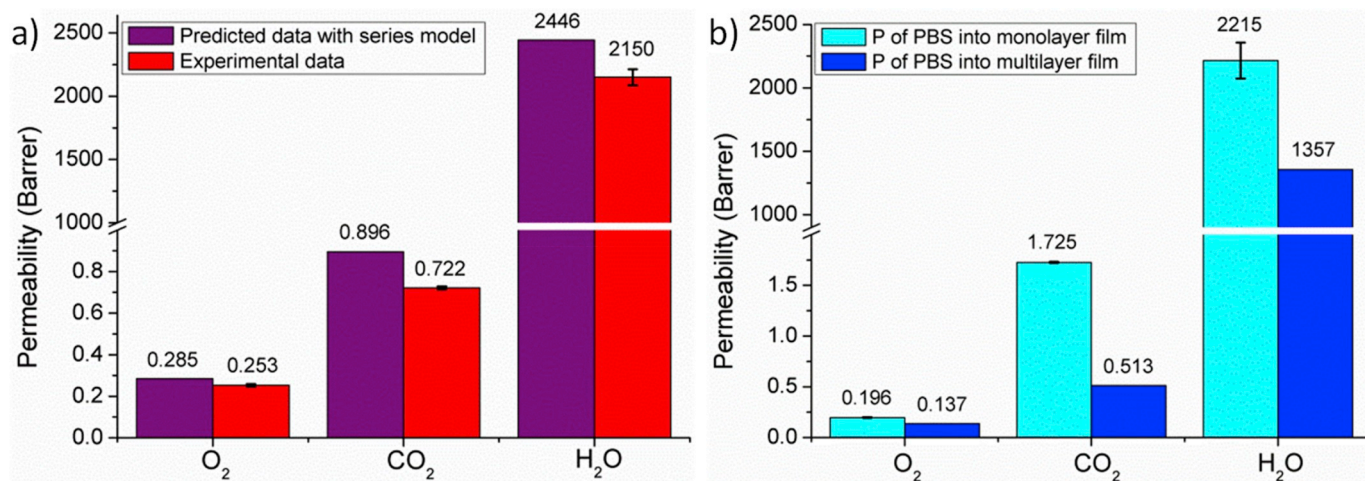 a)
Permeability (Barrer)
2500
2000
1500
1000
0.8
0.6
0.4
0.2
0.0
Predicted data with series model
Experimental data
0.285
0.253
0.896
0.722
2446
2150
O₂
CO₂
H₂O
b)
Permeability (Barrer)
2500
2000
1500
1000
1.5
1.0
0.5
0.0
P of PBS into monolayer film
P of PBS into multilayer film
0.196
0.137
1.725
0.513
2215
1357
O₂
CO₂
H₂O